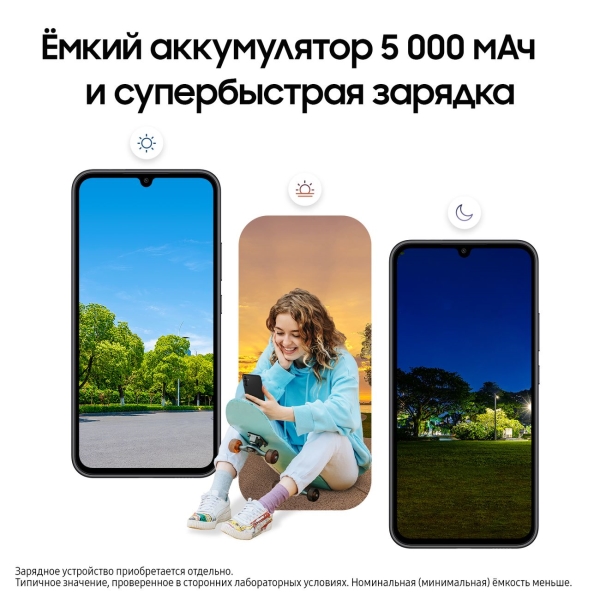 Ёмкий аккумулятор 5 000 мАч
и супербыстрая зарядка
Зарядное устройство приобретается отдельно.
Типичное значение, проверенное в сторонних лабораторных условиях. Номинальная (минимальная) ёмкость меньше.